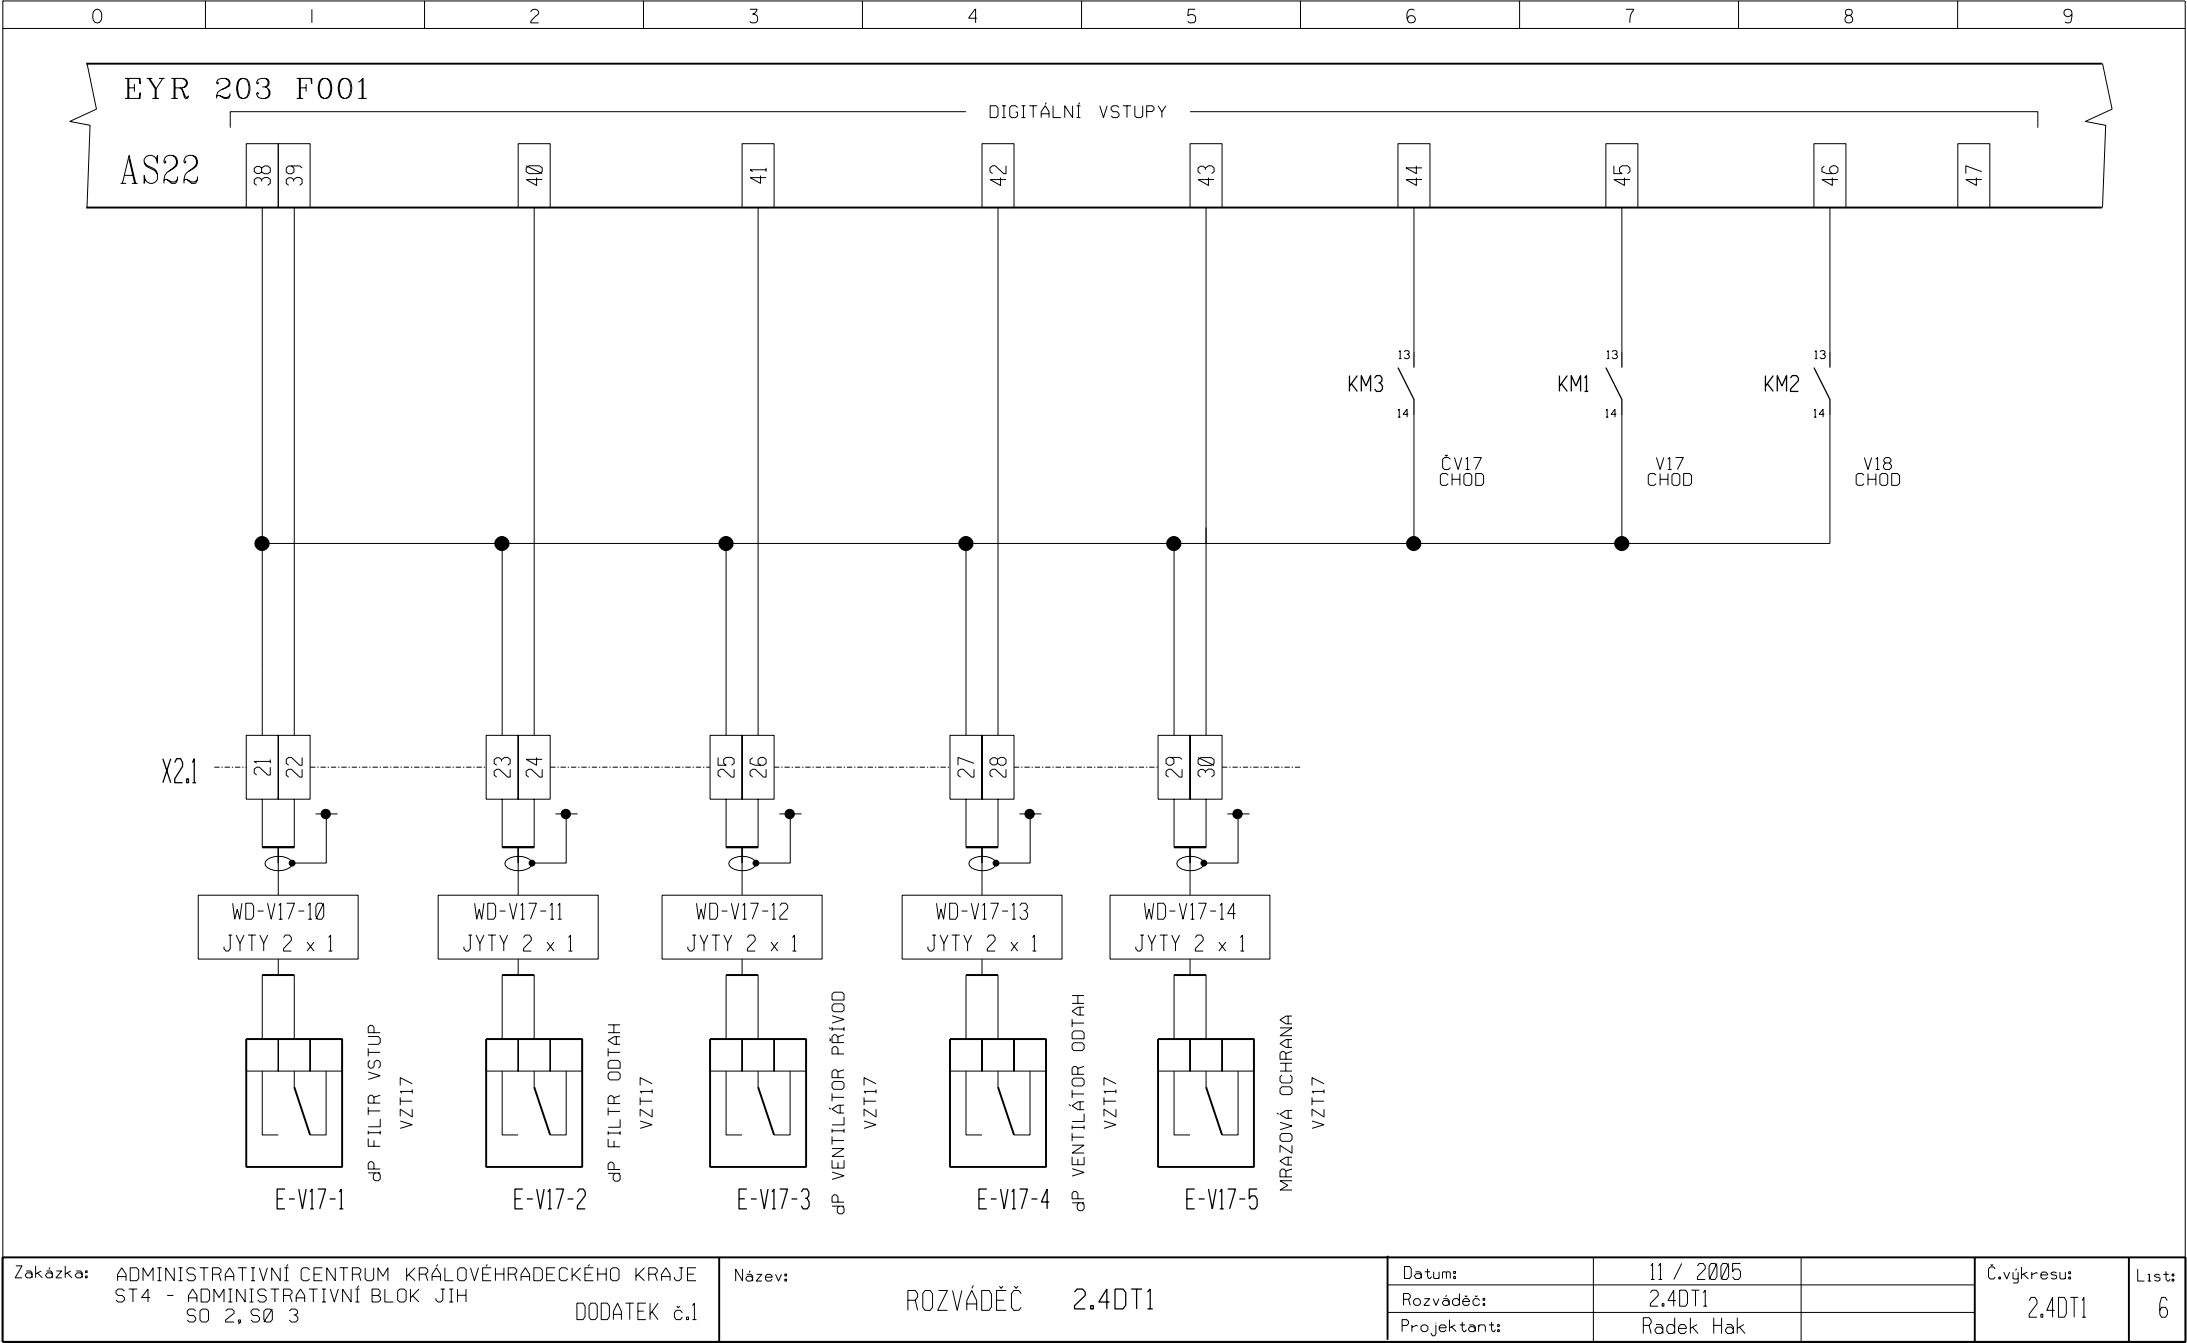 0 1 2 3 4 5 6 7 8 9
EYR 203 F001
DIGITÁLNÍ VSTUPY
AS22
38 39 40 41 42 43 44 45 46 47
13 13 13
KM3 KM1 KM2
14 14 14
ČV17 V17 V18
CHOD CHOD CHOD
X2.1
21 22 23 24 25 26 27 28 29 30
WD-V17-10 WD-V17-11 WD-V17-12 WD-V17-13 WD-V17-14
JYTY 2 x 1 JYTY 2 x 1 JYTY 2 x 1 JYTY 2 x 1 JYTY 2 x 1
dP FILTR VSTUP
VZT17
dP FILTR ODTAH
VZT17
dP VENTILÁTOR PŘÍVOD
VZT17
dP VENTILÁTOR ODTAH
VZT17
MRAZOVÁ OCHRANA
VZT17
E-V17-1 E-V17-2 E-V17-3 E-V17-4 E-V17-5
Zakázka: ADMINISTRATIVNÍ CENTRUM KRÁLOVÉHRADECKÉHO KRAJE
ST4 - ADMINISTRATIVNÍ BLOK JIH
SO 2, SØ 3 DODATEK č.1
Název:
ROZVÁDĚČ 2.4DT1
Datum: 11 / 2005
Rozváděč: 2.4DT1
Projektant: Radek Hak
Č.výkresu:
2.4DT1
List:
6